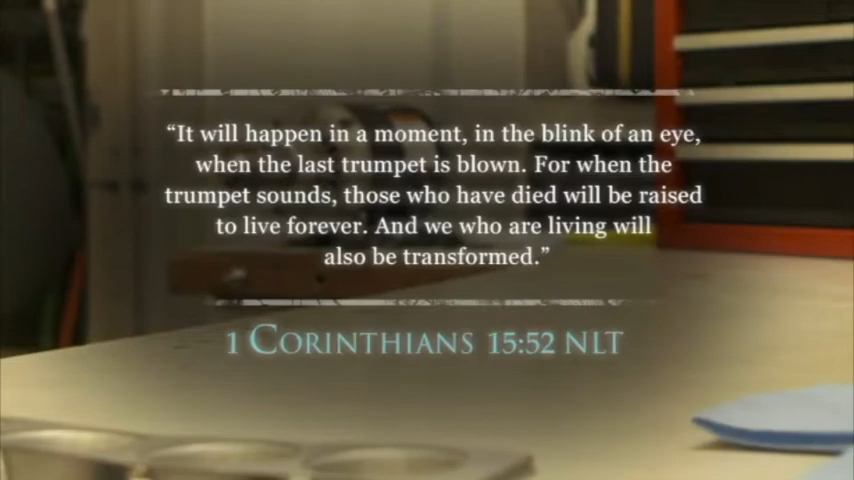 “It will happen in a moment, in the blink of an eye,
when the last trumpet is blown. For when the
trumpet sounds, those who have died will be raised
to live forever. And we who are living will
also be transformed.”
1 CORINTHIANS 15:52 NLT